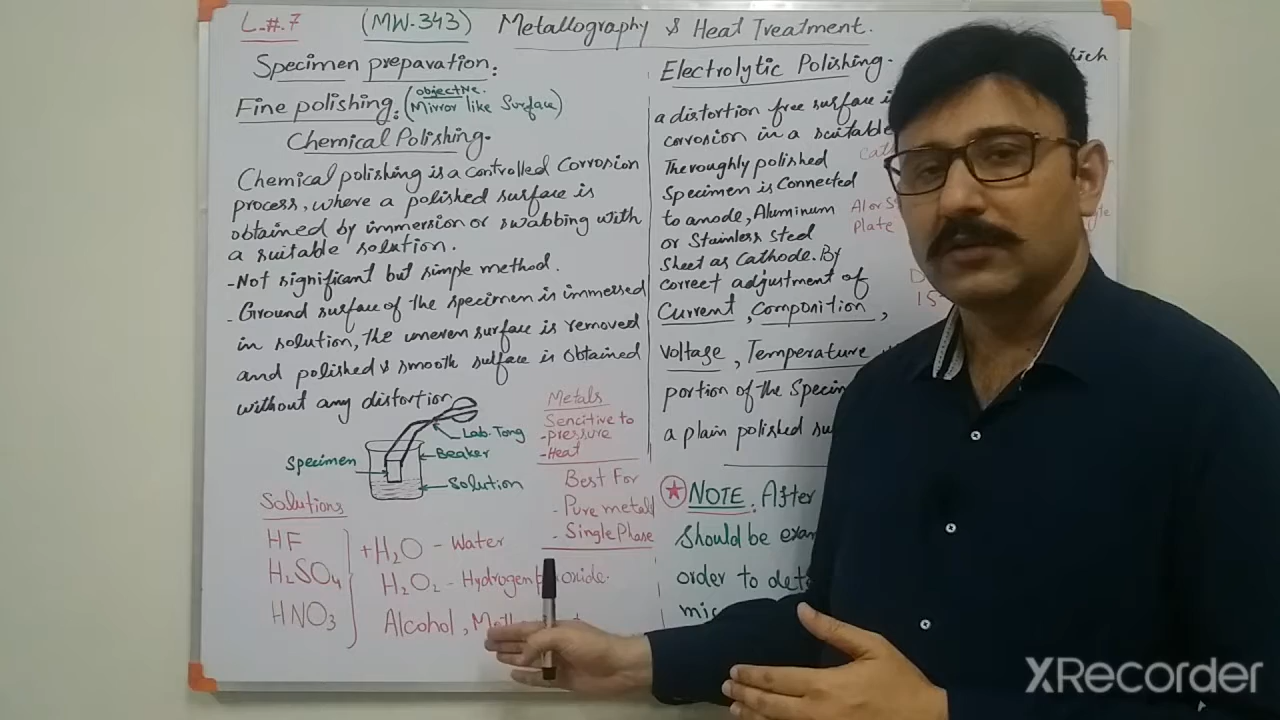 L.#.7 (MW.343) Metallography & Heat Treatment.
Specimen preparation:
Fine polishing: (objective. Mirror like Surface)
Chemical Polishing.
Chemical polishing is a controlled Corrosion
process, where a polished surface is
obtained by immersion or swabbing with
a suitable solution.
- Not significant but simple method.
- Ground surface of the specimen is immersed
in solution, the uneven surface is removed
and polished & smooth surface is obtained
without any distortion
Lab. Tong
Beaker
Specimen
Solution
Metals
Sencitive to
- pressure
- Heat
Best For
- Pure metals
- Single Phase
Solutions
HF
H2SO4
HNO3
+H2O - Water
H2O2 - Hydrogen
Alcohol,
Electrolytic Polishing.
which
a distortion free surface
corrosion in a suitable
Thoroughly polished
Specimen is Connected
to anode, Aluminum
or Stainless Steel
Sheet as Cathode. By
correct adjustment of
Current, Composition,
Voltage, Temperature
portion of the
a plain polished
Al or
Plate
NOTE. After
Should be
order to
XRecorder